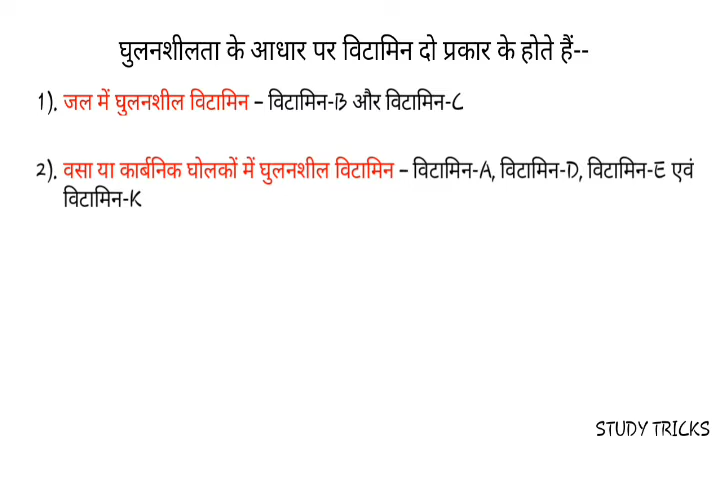 घुलनशीलता के आधार पर विटामिन दो प्रकार के होते हैं--
1). जल में घुलनशील विटामिन – विटामिन-B और विटामिन-C
2). वसा या कार्बनिक घोलकों में घुलनशील विटामिन – विटामिन-A, विटामिन-D, विटामिन-E एवं
विटामिन-K
STUDY TRICKS